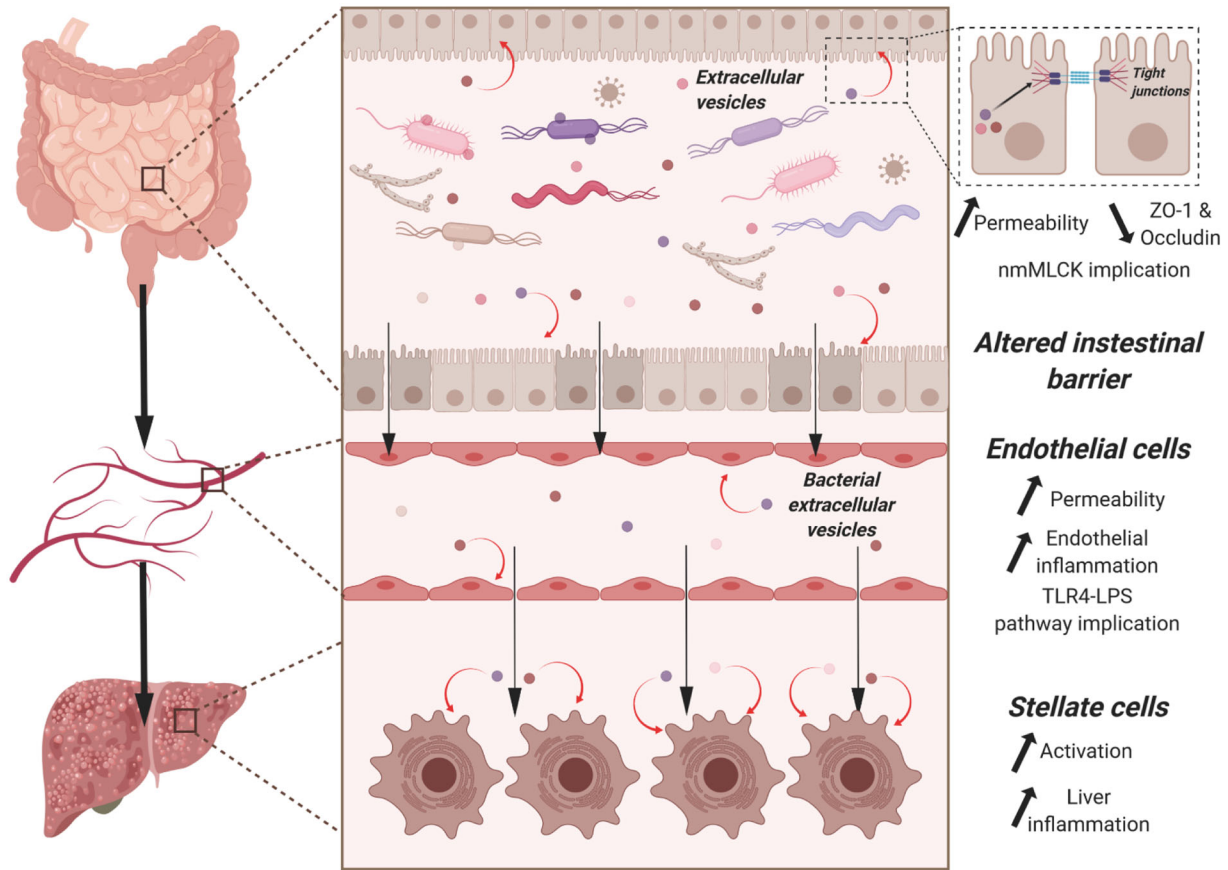 Extracellular
vesicles
Tight
junctions
Permeability
ZO-1 &
Occludin
nmMLCK implication
Altered instestinal
barrier
Endothelial cells
Permeability
Endothelial
inflammation
TLR4-LPS
pathway implication
Bacterial
extracellular
vesicles
Stellate cells
Activation
Liver
inflammation